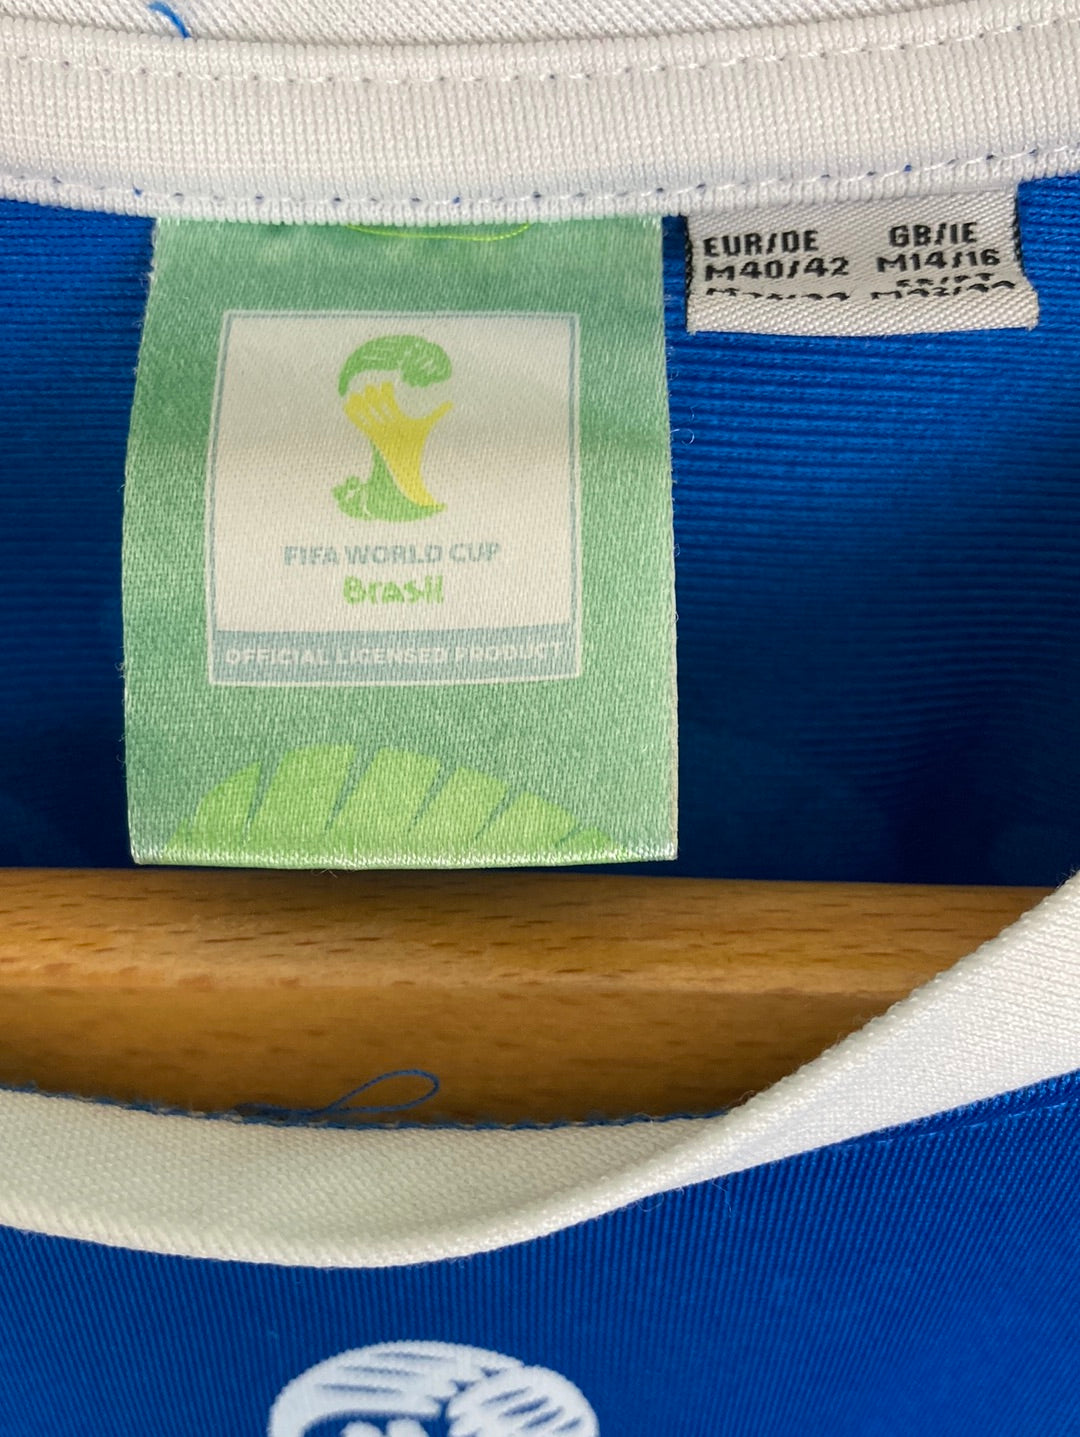 EUR/DE GB/IE
M40/42 M14/16
FIFA WORLD CUP
Brasil
OFFICIAL LICENSED PRODUCT